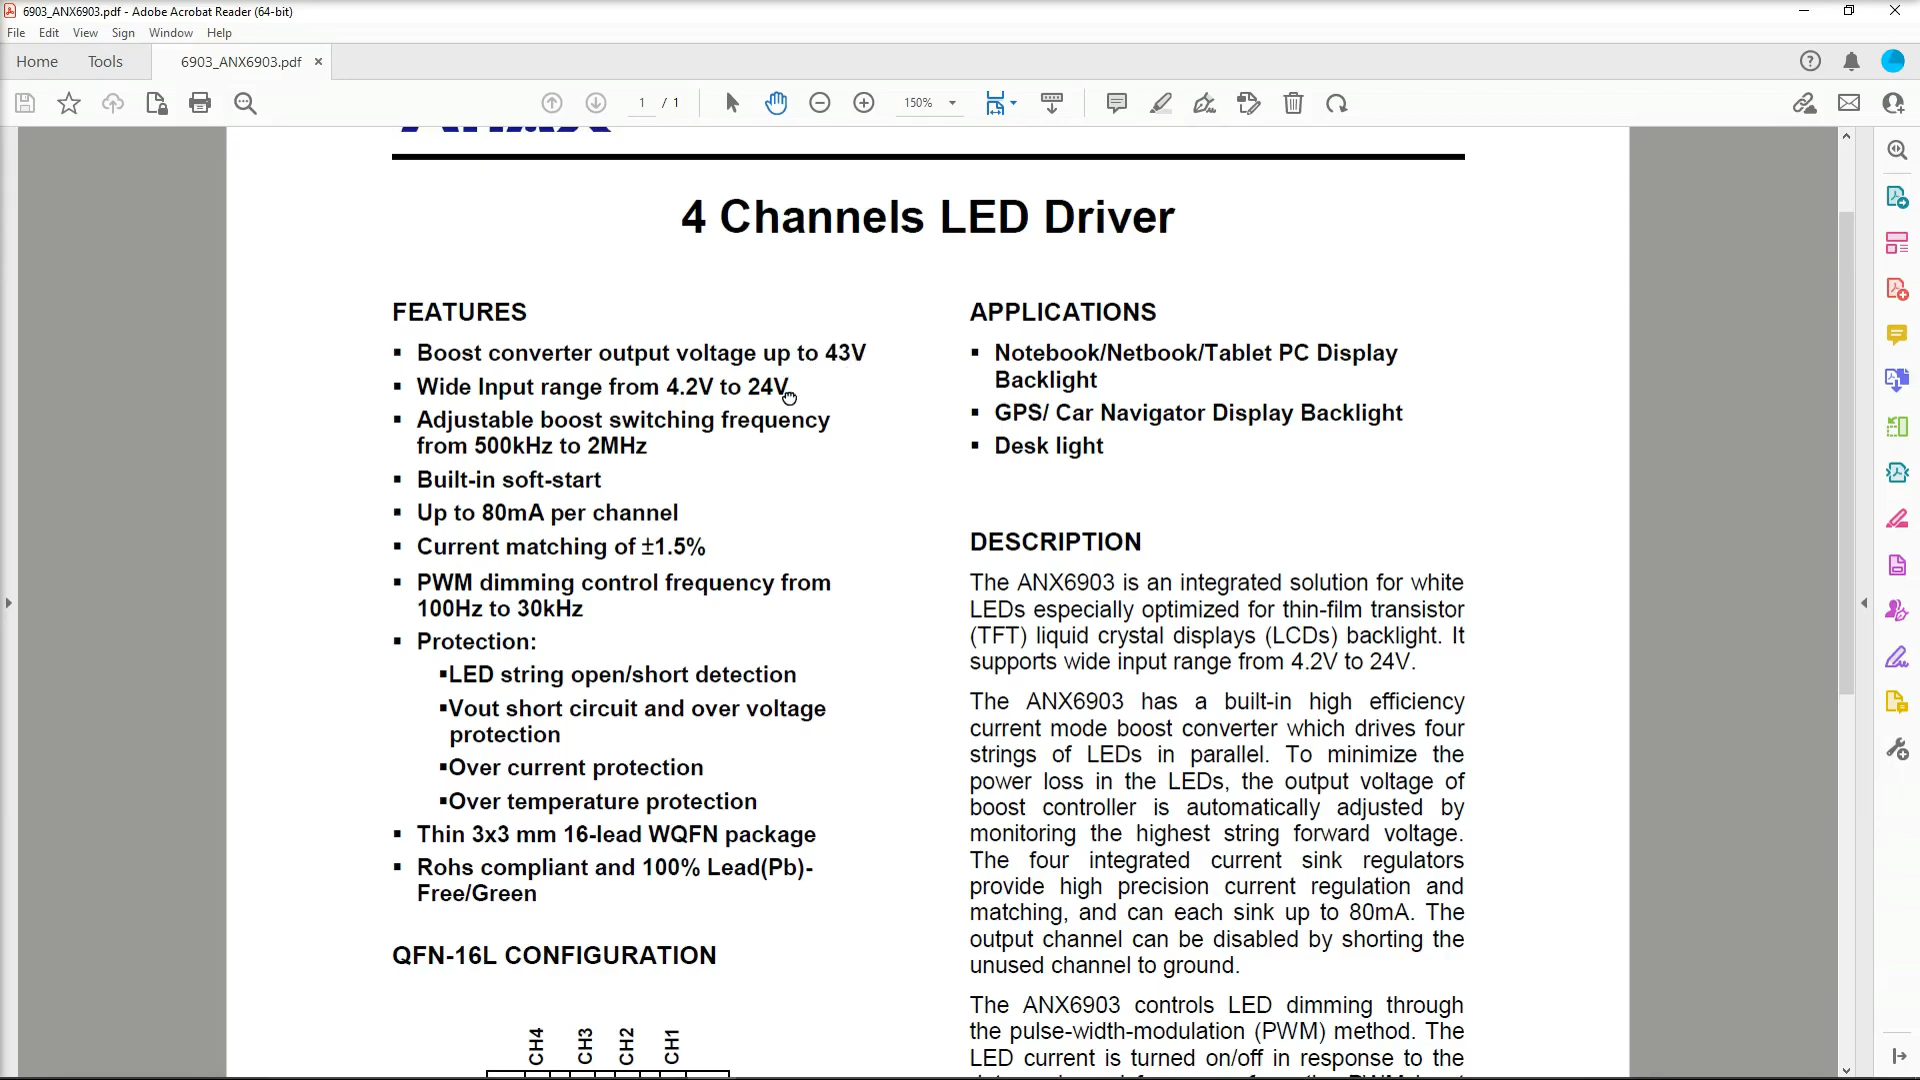 6903_ANX6903.pdf - Adobe Acrobat Reader (64-bit)
File Edit View Sign Window Help
Home Tools 6903_ANX6903.pdf ×
1 / 1 150%
4 Channels LED Driver
FEATURES
▪ Boost converter output voltage up to 43V
▪ Wide Input range from 4.2V to 24V
▪ Adjustable boost switching frequency
from 500kHz to 2MHz
▪ Built-in soft-start
▪ Up to 80mA per channel
▪ Current matching of ±1.5%
▪ PWM dimming control frequency from
100Hz to 30kHz
▪ Protection:
▪LED string open/short detection
▪Vout short circuit and over voltage
protection
▪Over current protection
▪Over temperature protection
▪ Thin 3x3 mm 16-lead WQFN package
▪ Rohs compliant and 100% Lead(Pb)-
Free/Green
QFN-16L CONFIGURATION
CH4 CH3 CH2 CH1
APPLICATIONS
▪ Notebook/Netbook/Tablet PC Display
Backlight
▪ GPS/ Car Navigator Display Backlight
▪ Desk light
DESCRIPTION
The ANX6903 is an integrated solution for white
LEDs especially optimized for thin-film transistor
(TFT) liquid crystal displays (LCDs) backlight. It
supports wide input range from 4.2V to 24V.
The ANX6903 has a built-in high efficiency
current mode boost converter which drives four
strings of LEDs in parallel. To minimize the
power loss in the LEDs, the output voltage of
boost controller is automatically adjusted by
monitoring the highest string forward voltage.
The four integrated current sink regulators
provide high precision current regulation and
matching, and can each sink up to 80mA. The
output channel can be disabled by shorting the
unused channel to ground.
The ANX6903 controls LED dimming through
the pulse-width-modulation (PWM) method. The
LED current is turned on/off in response to the